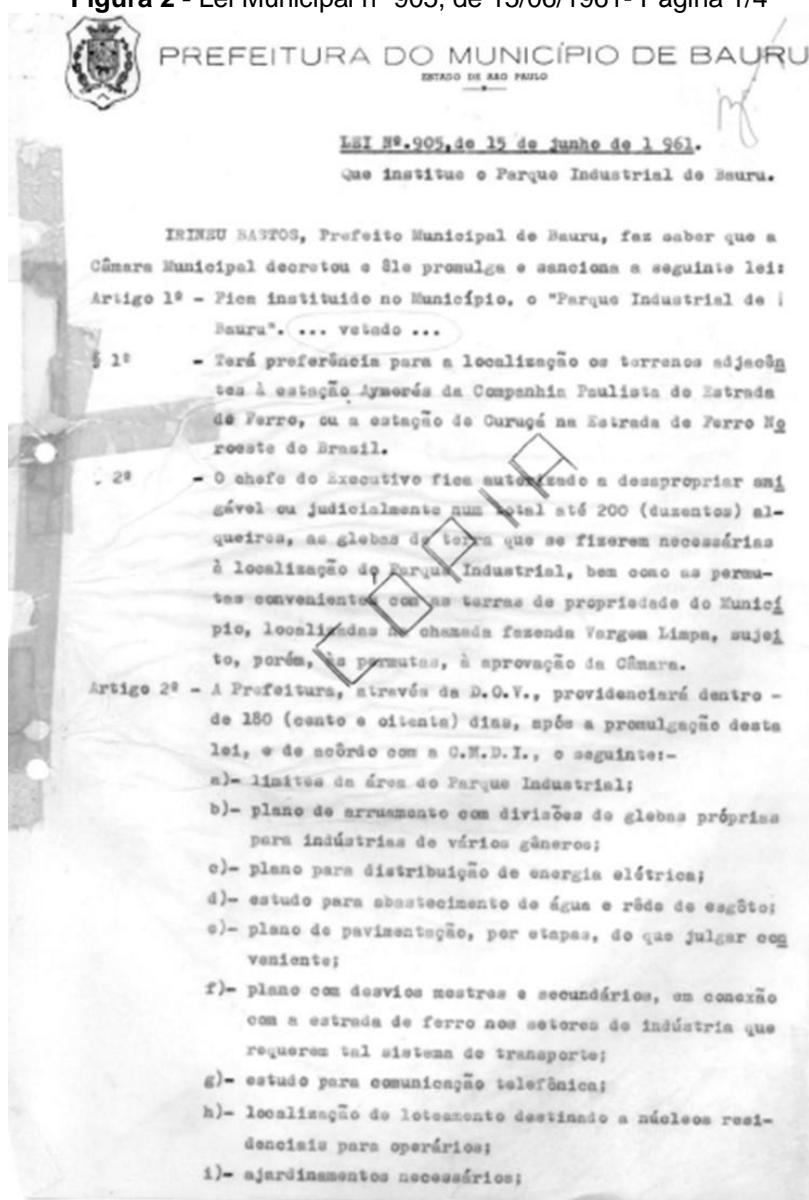 Figura 2 - Lei Municipal nº 905, de 15/06/1961- Página 1/4
PREFEITURA DO MUNICÍPIO DE BAURU
ESTADO DE SÃO PAULO
LEI Nº.905,de 15 de junho de 1 961.
Que institue o Parque Industrial de Bauru.
IRINEU BASTOS, Prefeito Municipal de Bauru, faz saber que a
Câmara Municipal decretou e êle promulga e sanciona a seguinte lei:
Artigo 1º - Fica instituido no Município, o "Parque Industrial de
Bauru". ... vetado ...
§ 1º - Terá preferência para a localização os terrenos adjacên
tes à estação Aymorés da Companhia Paulista de Estrada
de Ferro, ou a estação de Curuçá na Estrada de Ferro No
roeste do Brasil.
§ 2º - O chefe do Executivo fica autorizado a desapropriar ami
gável ou judicialmente num total até 200 (duzentos) al-
queires, as glebas de terra que se fizerem necessárias
à localização do Parque Industrial, bem como as permu-
tas convenientes com as terras de propriedade do Municí
pio, localizadas na chamada fazenda Vargem Limpa, sujei
to, porém, às permutas, à aprovação da Câmara.
Artigo 2º - A Prefeitura, através da D.O.V., providenciará dentro -
de 180 (cento e oitenta) dias, após a promulgação desta
lei, e de acôrdo com a C.M.D.I., o seguinte:-
a)- limites da área do Parque Industrial;
b)- plano de arruamento com divisões de glebas próprias
para indústrias de vários gêneros;
c)- plano para distribuição de energia elétrica;
d)- estudo para abastecimento de água e rêde de esgôto;
e)- plano de pavimentação, por etapas, do que julgar con
veniente;
f)- plano com desvios mestres e secundários, em conexão
com a estrada de ferro nos setores de indústria que
requerem tal sistema de transporte;
g)- estudo para comunicação telefônica;
h)- localização de loteamento destinado a núcleos resi-
denciais para operários;
i)- ajardinamentos necessários;